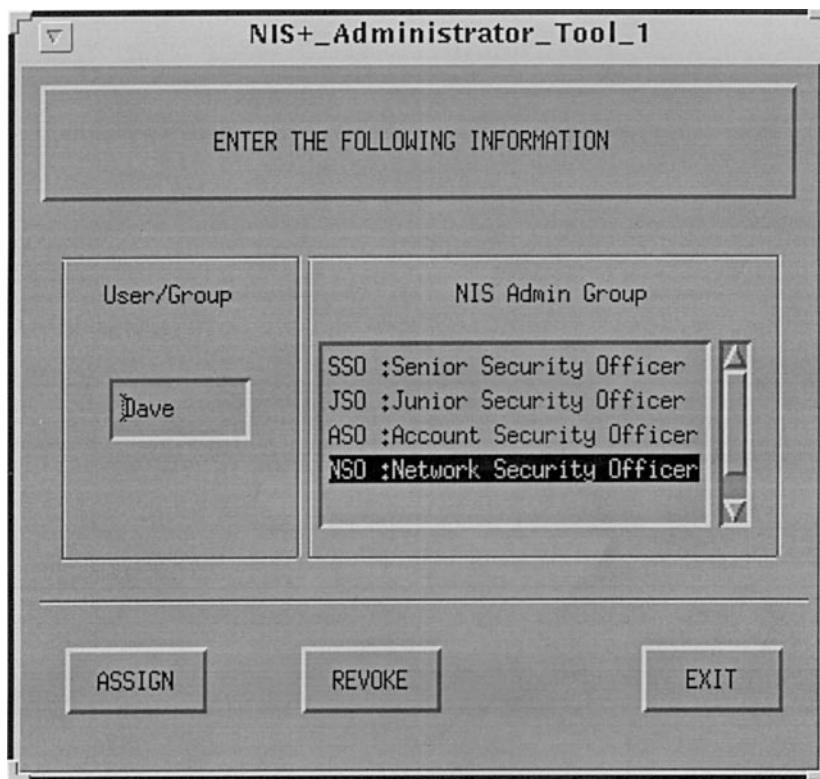 NIS+_Administrator_Tool_1
ENTER THE FOLLOWING INFORMATION
User/Group
Dave
NIS Admin Group
SSO :Senior Security Officer
JSO :Junior Security Officer
ASO :Account Security Officer
NSO :Network Security Officer
ASSIGN
REVOKE
EXIT